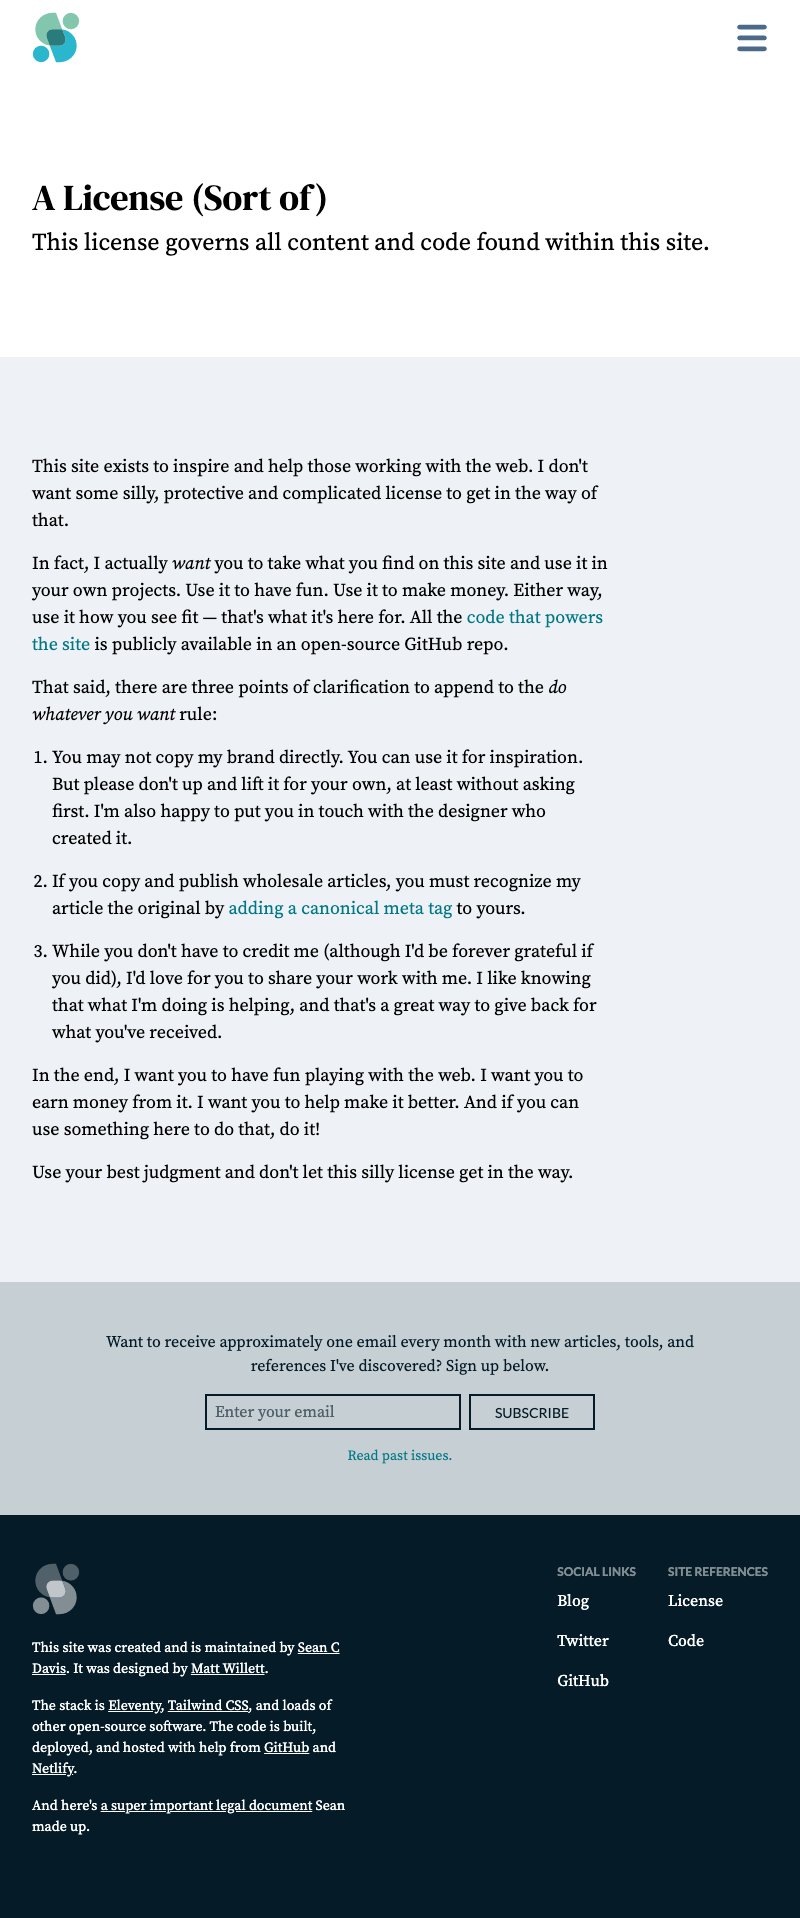 A License (Sort of)
This license governs all content and code found within this site.
This site exists to inspire and help those working with the web. I don't
want some silly, protective and complicated license to get in the way of
that.
In fact, I actually want you to take what you find on this site and use it in
your own projects. Use it to have fun. Use it to make money. Either way,
use it how you see fit — that's what it's here for. All the code that powers
the site is publicly available in an open-source GitHub repo.
That said, there are three points of clarification to append to the do
whatever you want rule:
1. You may not copy my brand directly. You can use it for inspiration.
But please don't up and lift it for your own, at least without asking
first. I'm also happy to put you in touch with the designer who
created it.
2. If you copy and publish wholesale articles, you must recognize my
article the original by adding a canonical meta tag to yours.
3. While you don't have to credit me (although I'd be forever grateful if
you did), I'd love for you to share your work with me. I like knowing
that what I'm doing is helping, and that's a great way to give back for
what you've received.
In the end, I want you to have fun playing with the web. I want you to
earn money from it. I want you to help make it better. And if you can
use something here to do that, do it!
Use your best judgment and don't let this silly license get in the way.
Want to receive approximately one email every month with new articles, tools, and
references I've discovered? Sign up below.
Enter your email
SUBSCRIBE
Read past issues.
This site was created and is maintained by Sean C
Davis. It was designed by Matt Willett.
The stack is Eleventy, Tailwind CSS, and loads of
other open-source software. The code is built,
deployed, and hosted with help from GitHub and
Netlify.
And here's a super important legal document Sean
made up.
SOCIAL LINKS
Blog
Twitter
GitHub
SITE REFERENCES
License
Code